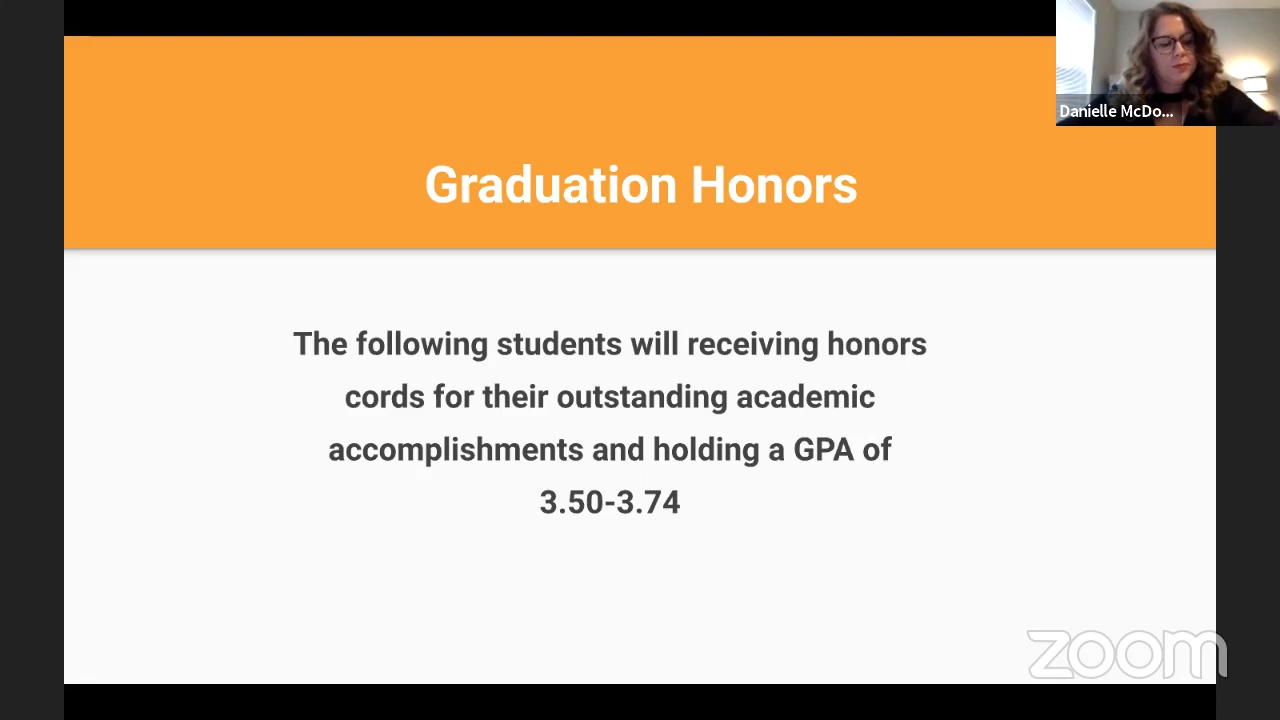 Danielle McDo...
Graduation Honors
The following students will receiving honors
cords for their outstanding academic
accomplishments and holding a GPA of
3.50-3.74
zoom